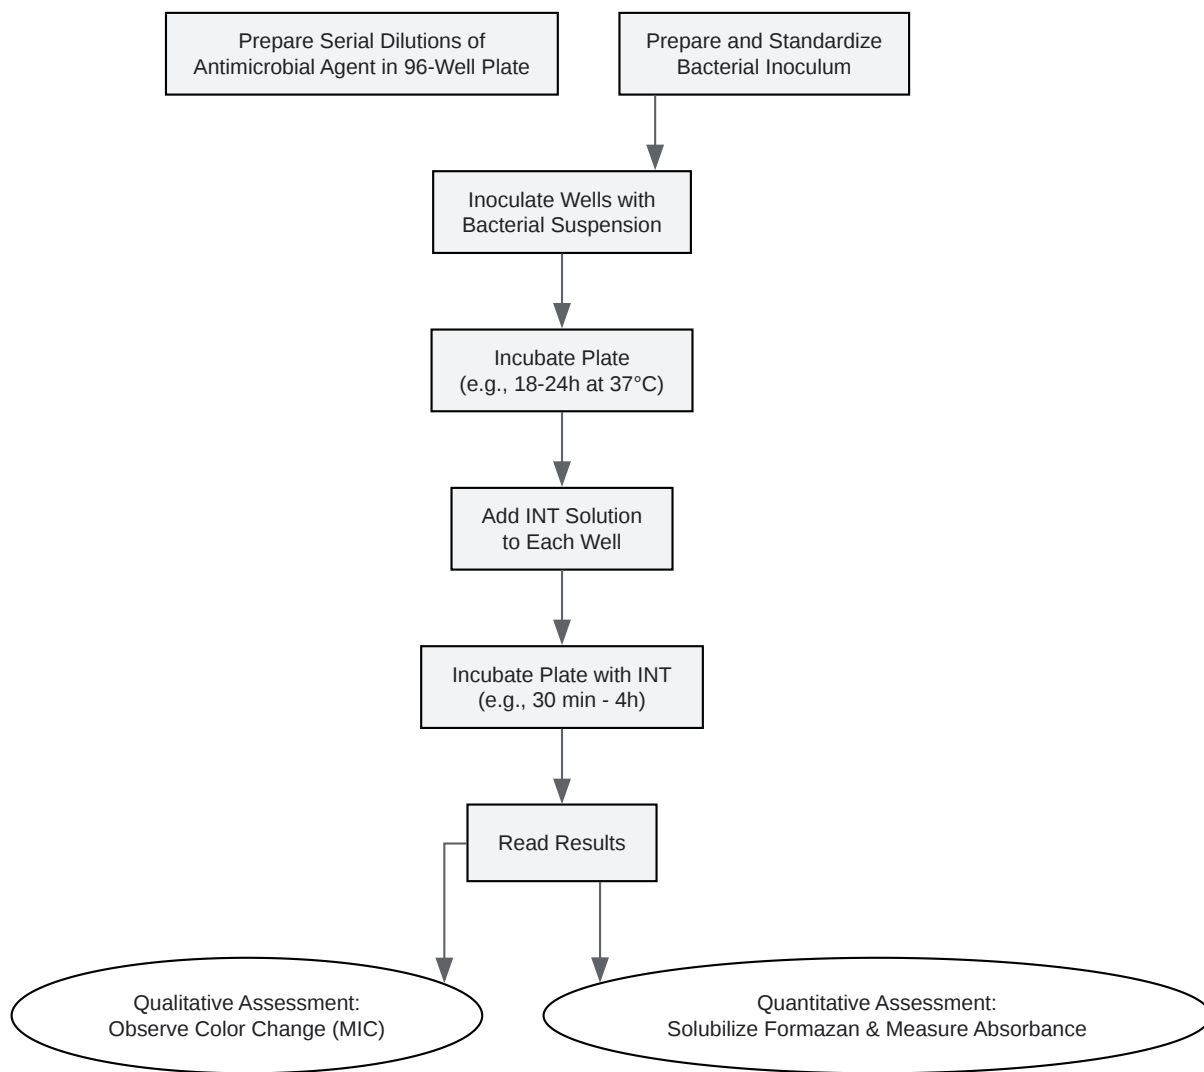 Prepare Serial Dilutions of
Antimicrobial Agent in 96-Well Plate
Prepare and Standardize
Bacterial Inoculum
Inoculate Wells with
Bacterial Suspension
Incubate Plate
(e.g., 18-24h at 37°C)
Add INT Solution
to Each Well
Incubate Plate with INT
(e.g., 30 min - 4h)
Read Results
Qualitative Assessment:
Observe Color Change (MIC)
Quantitative Assessment:
Solubilize Formazan & Measure Absorbance